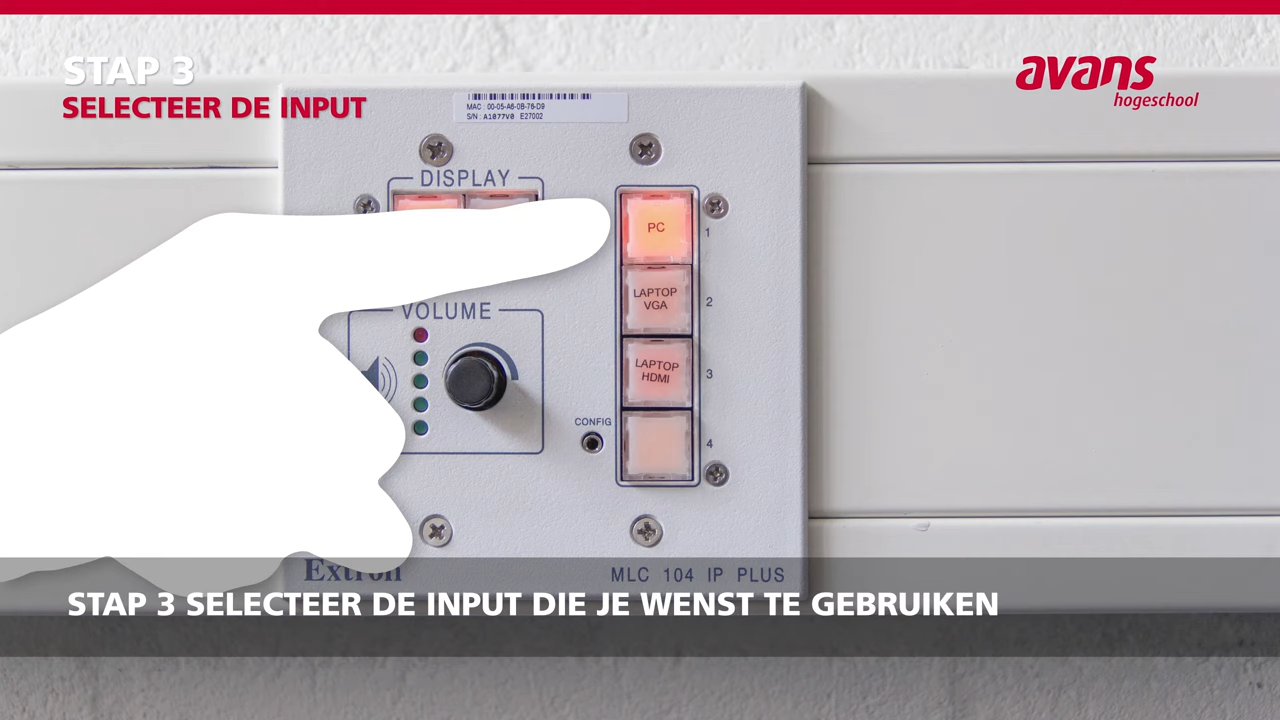 STAP 3
SELECTEER DE INPUT
avans
hogeschool
MAC : 00-05-A6-0B-76-D9
S/N : A1077V0 E27002
DISPLAY
PC
1
LAPTOP
VGA
2
VOLUME
LAPTOP
HDMI
3
CONFIG
4
Extron
MLC 104 IP PLUS
STAP 3 SELECTEER DE INPUT DIE JE WENST TE GEBRUIKEN